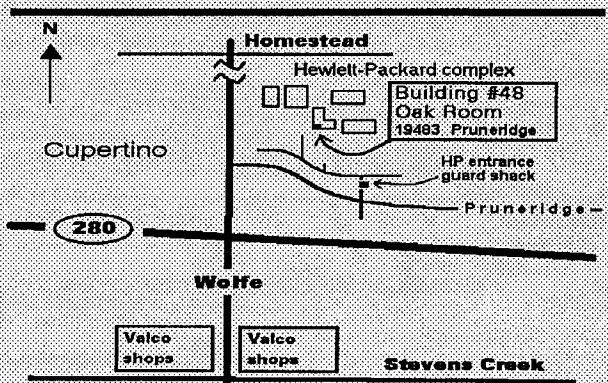 N
Homestead
Hewlett-Packard complex
Building #48
Oak Room
19483 Pruneridge
Cupertino
HP entrance
guard shack
Pruneridge
280
Wolfe
Valco
shops
Valco
shops
Stevens Creek